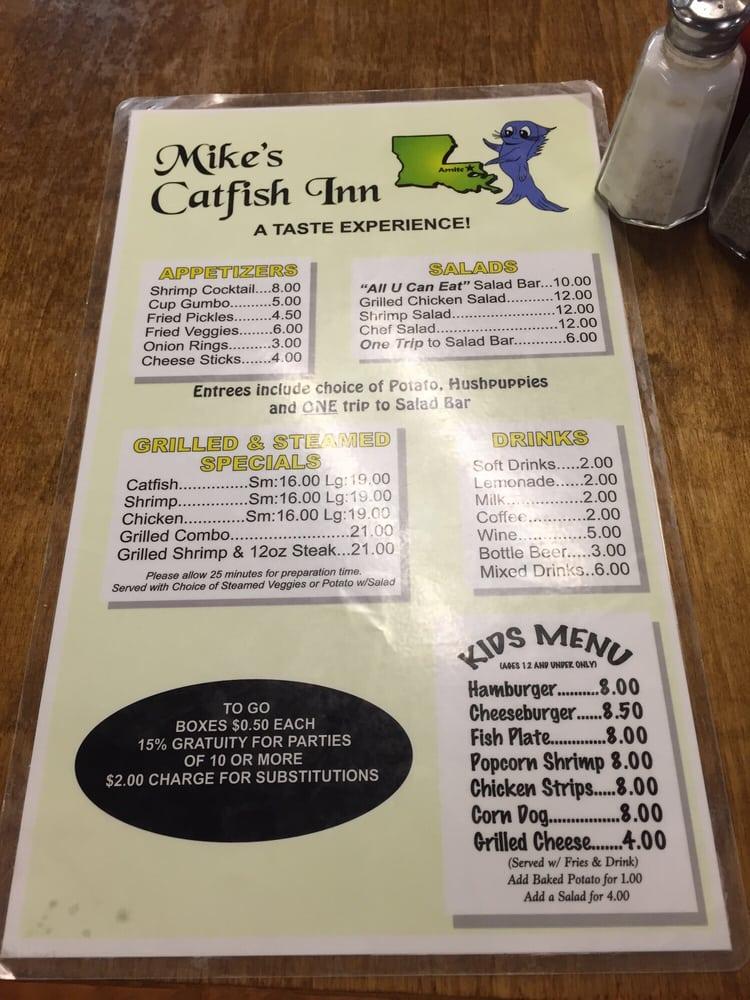 Mike's
Catfish Inn
Amite
A TASTE EXPERIENCE!
APPETIZERS
Shrimp Cocktail....8.00
Cup Gumbo..........5.00
Fried Pickles........4.50
Fried Veggies.......6.00
Onion Rings..........3.00
Cheese Sticks.......4.00
SALADS
"All U Can Eat" Salad Bar...10.00
Grilled Chicken Salad...........12.00
Shrimp Salad........................12.00
Chef Salad...........................12.00
One Trip to Salad Bar............6.00
Entrees include choice of Potato, Hushpuppies
and ONE trip to Salad Bar
GRILLED & STEAMED
SPECIALS
Catfish...............Sm:16.00 Lg:19.00
Shrimp...............Sm:16.00 Lg:19.00
Chicken.............Sm:16.00 Lg:19.00
Grilled Combo..........................21.00
Grilled Shrimp & 12oz Steak...21.00
Please allow 25 minutes for preparation time.
Served with Choice of Steamed Veggies or Potato w/Salad
DRINKS
Soft Drinks.....2.00
Lemonade......2.00
Milk................2.00
Coffee............2.00
Wine..............5.00
Bottle Beer.....3.00
Mixed Drinks..6.00
KIDS MENU
(AGES 12 AND UNDER ONLY)
Hamburger..........8.00
Cheeseburger......8.50
Fish Plate............8.00
Popcorn Shrimp 8.00
Chicken Strips.....8.00
Corn Dog................8.00
Grilled Cheese.......4.00
(Served w/ Fries & Drink)
Add Baked Potato for 1.00
Add a Salad for 4.00
TO GO
BOXES $0.50 EACH
15% GRATUITY FOR PARTIES
OF 10 OR MORE
$2.00 CHARGE FOR SUBSTITUTIONS